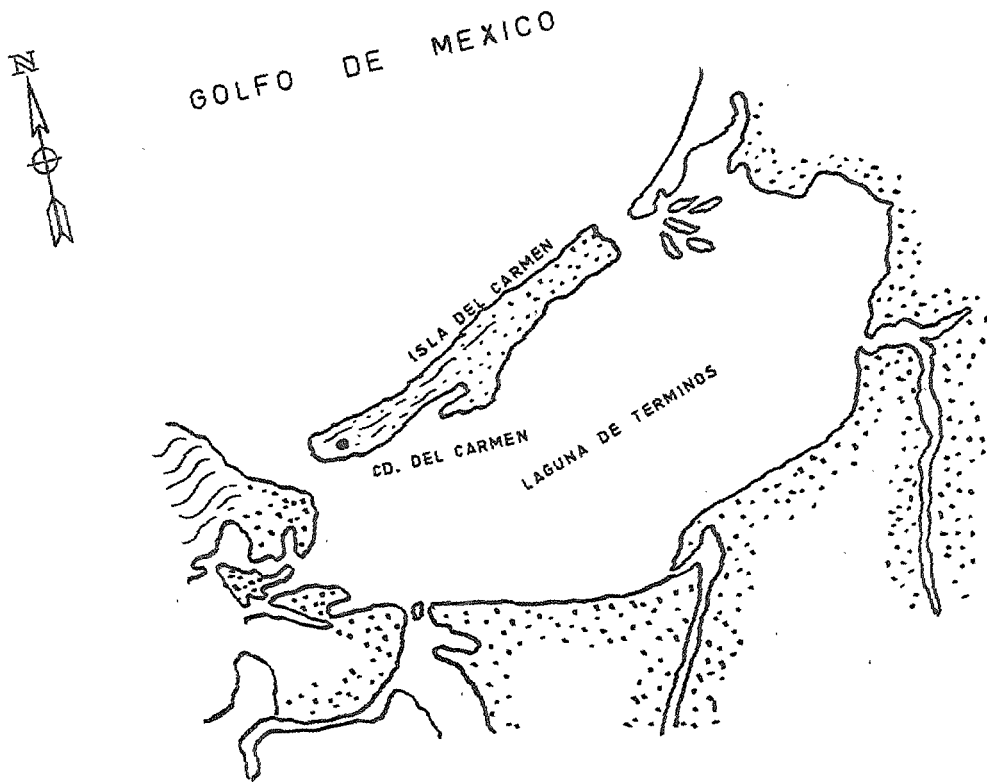 GOLFO DE MEXICO
N
ISLA DEL CARMEN
CD. DEL CARMEN
LAGUNA DE TERMINOS